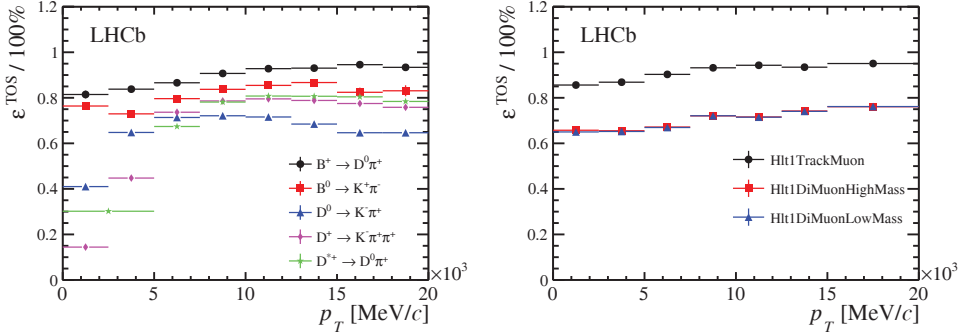 ε^TOS / 100%
1.2
1
0.8
0.6
0.4
0.2
0
LHCb
B⁺ → D⁰π⁺
B⁰ → K⁺π⁻
D⁰ → K⁻π⁺
D⁺ → K⁻π⁺π⁺
D*⁺ → D⁰π⁺
0 5 10 15 20
×10³
p_T [MeV/c]
ε^TOS / 100%
1.2
1
0.8
0.6
0.4
0.2
0
LHCb
Hlt1TrackMuon
Hlt1DiMuonHighMass
Hlt1DiMuonLowMass
0 5 10 15 20
×10³
p_T [MeV/c]